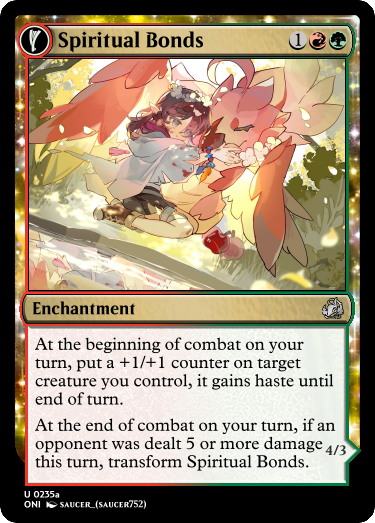 Spiritual Bonds 1
Enchantment
At the beginning of combat on your
turn, put a +1/+1 counter on target
creature you control, it gains haste until
end of turn.
At the end of combat on your turn, if an
opponent was dealt 5 or more damage
this turn, transform Spiritual Bonds.
4/3
U 0235a
ONI SAUCER_(SAUCER752)